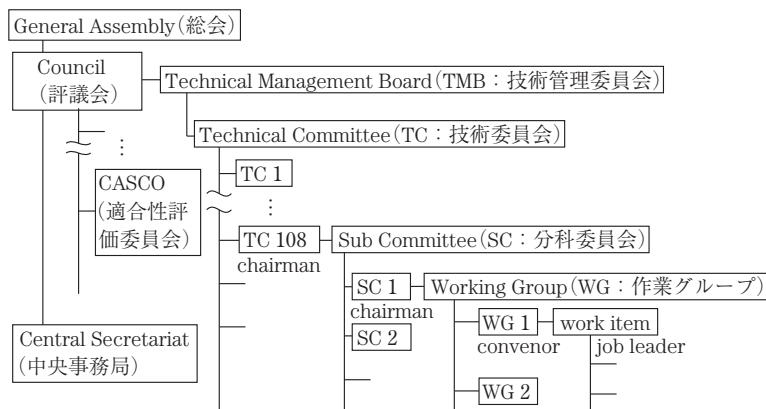 General Assembly(総会)
Council
(評議会)
Technical Management Board(TMB:技術管理委員会)
Technical Committee(TC:技術委員会)
TC 1
⋮
⋮
CASCO
(適合性評
価委員会)
TC 108
chairman
Sub Committee(SC:分科委員会)
SC 1
chairman
Working Group(WG:作業グループ)
SC 2
WG 1
convenor
work item
job leader
WG 2
Central Secretariat
(中央事務局)